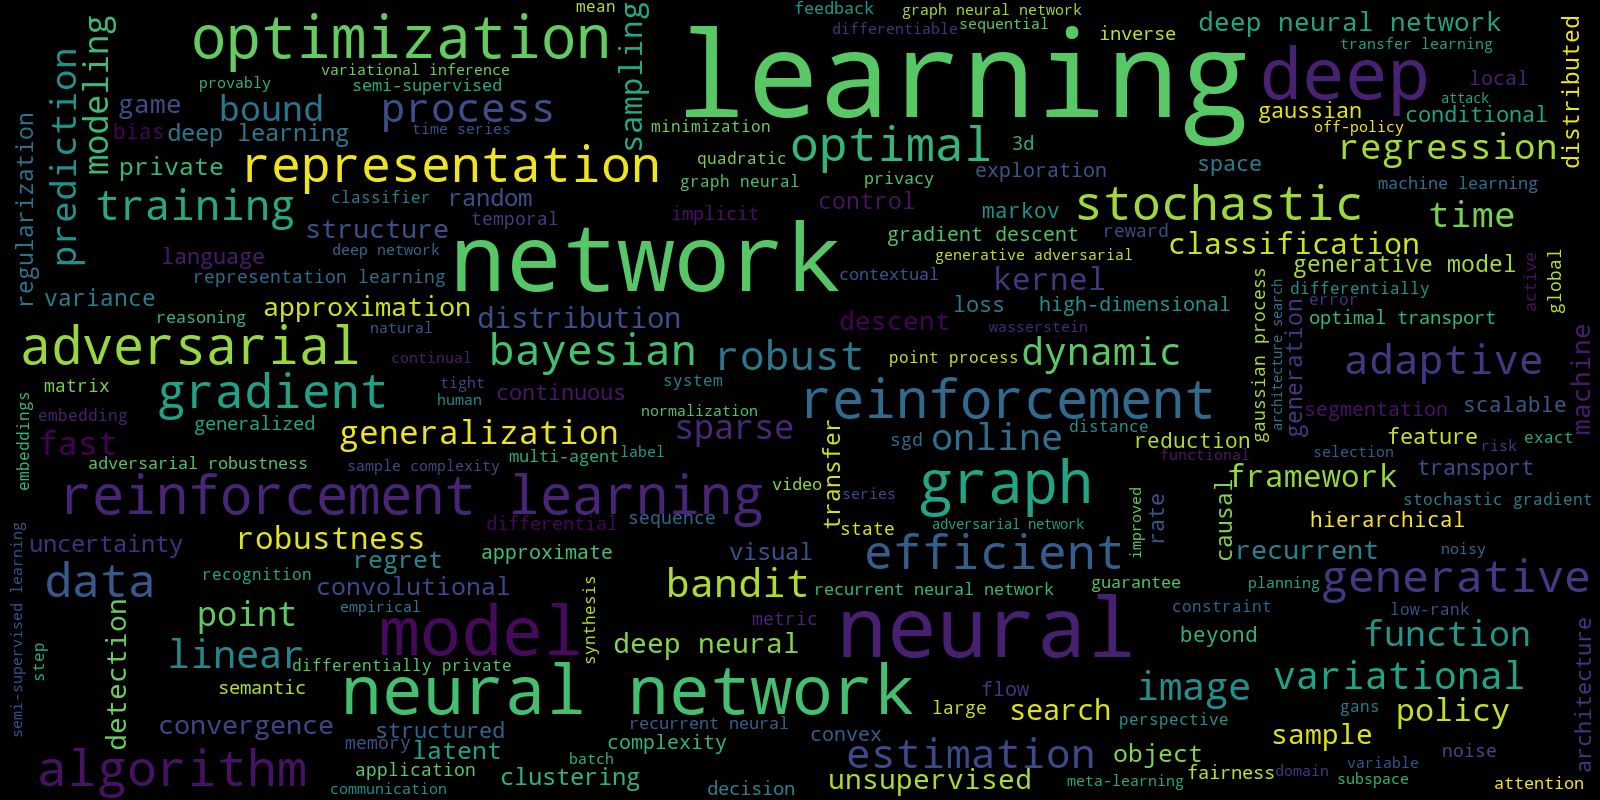 mean
feedback
graph neural network
differentiable
sequential
optimization
sampling
learning
inverse
deep neural network
transfer learning
distributed
modeling
prediction
variational inference
provably
semi-supervised
deep
local
attack
game
bound
process
gaussian
conditional
off-policy
bias
deep learning
time series
minimization
optimal
3d
regression
regularization
private
representation
quadratic
graph neural
privacy
exploration
space
machine learning
training
classifier
random
implicit
control
markov
stochastic
time
structure
temporal
network
gradient descent
reward
classification
language
deep network
generative adversarial
generative model
representation learning
contextual
kernel
active
global
variance
approximation
distribution
loss
high-dimensional
gaussian process
architecture search
generation
differentially
error
reasoning
natural
descent
wasserstein
optimal transport
adversarial
continual
bayesian
robust
point process
dynamic
adaptive
machine
matrix
gradient
tight
human
continuous
system
reinforcement
segmentation
scalable
embeddings
embedding
generalized
generalization
normalization
sparse
transfer
sgd
online
distance
reduction
functional
feature
risk
exact
fast
adversarial robustness
sample complexity
multi-agent
label
selection
transport
reinforcement learning
video
series
graph
framework
causal
stochastic gradient
differential
sequence
state
adversarial network
improved
rate
hierarchical
semi-supervised learning
uncertainty
robustness
regret
approximate
visual
efficient
recurrent
noisy
data
recognition
convolutional
synthesis
bandit
recurrent neural network
guarantee
planning
generative
detection
point
empirical
model
metric
neural
constraint
low-rank
step
linear
deep neural
beyond
function
architecture
differentially private
semantic
neural network
flow
image
variational
large
search
perspective
gans
policy
convergence
structured
recurrent neural
convex
sample
memory
latent
complexity
estimation
object
noise
algorithm
application
batch
clustering
unsupervised
fairness
domain
variable
communication
decision
meta-learning
subspace
attention